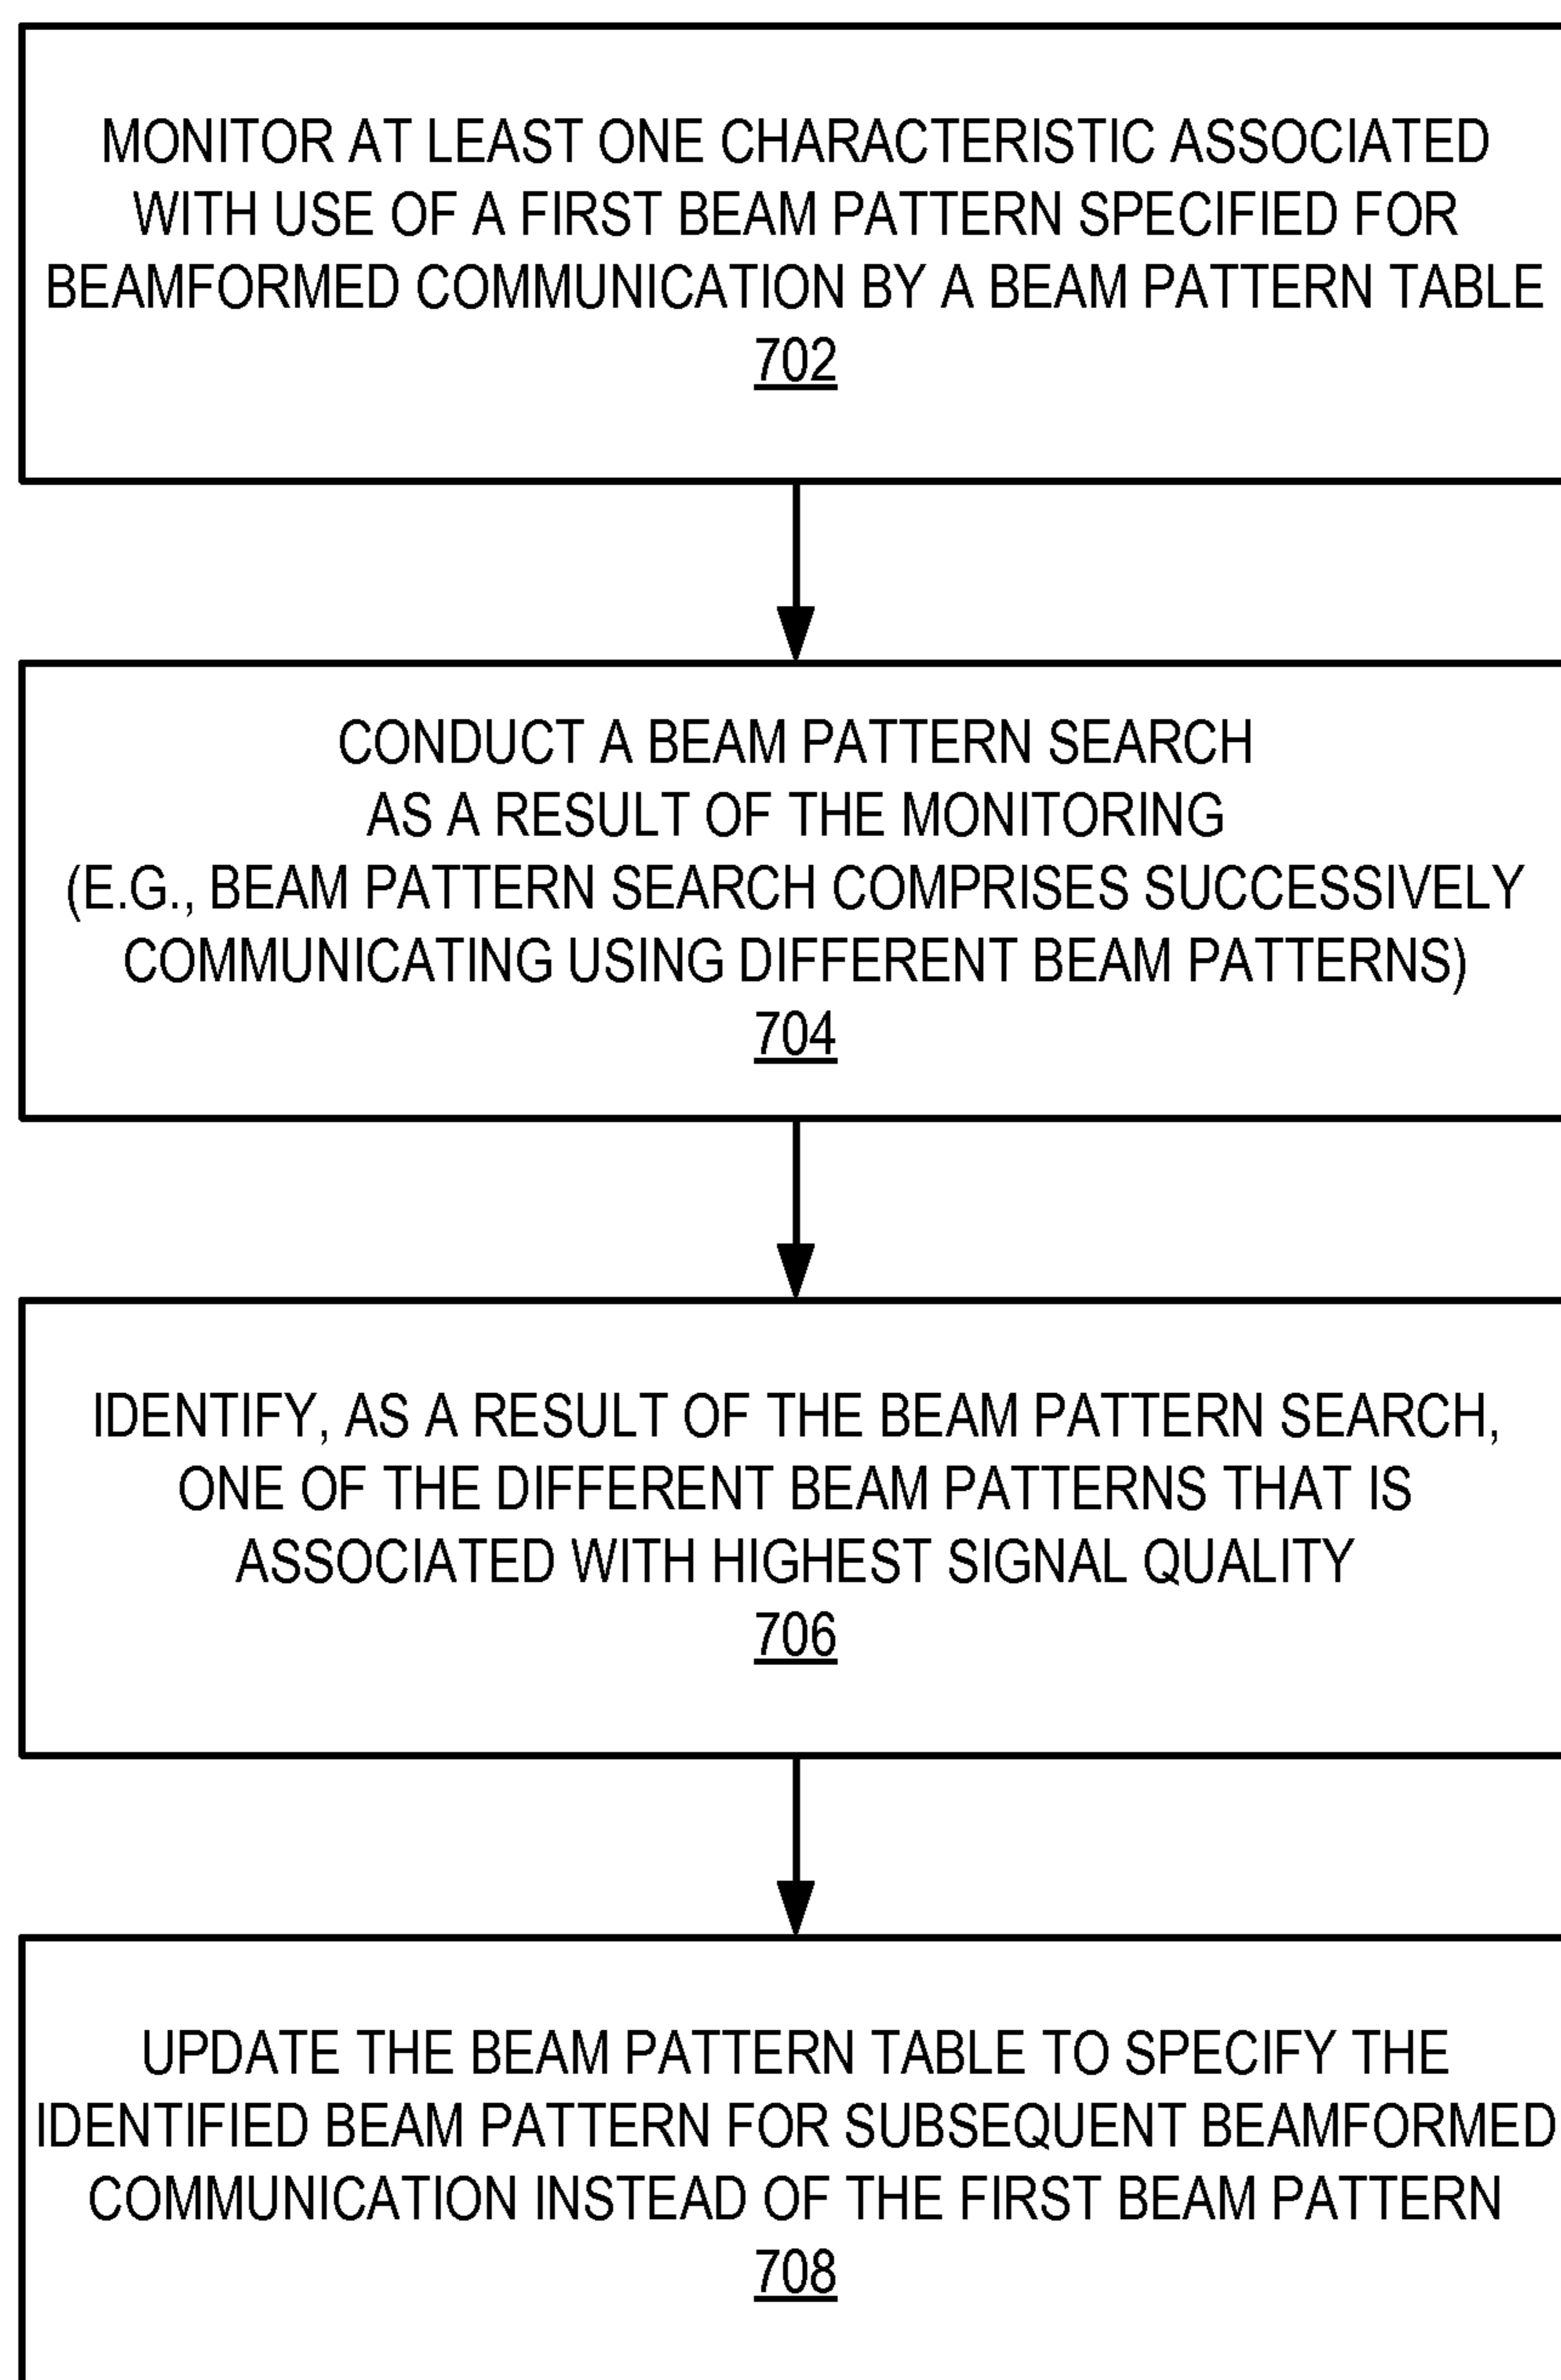 MONITOR AT LEAST ONE CHARACTERISTIC ASSOCIATED
WITH USE OF A FIRST BEAM PATTERN SPECIFIED FOR
BEAMFORMED COMMUNICATION BY A BEAM PATTERN TABLE
702
CONDUCT A BEAM PATTERN SEARCH
AS A RESULT OF THE MONITORING
(E.G., BEAM PATTERN SEARCH COMPRISES SUCCESSIVELY
COMMUNICATING USING DIFFERENT BEAM PATTERNS)
704
IDENTIFY, AS A RESULT OF THE BEAM PATTERN SEARCH,
ONE OF THE DIFFERENT BEAM PATTERNS THAT IS
ASSOCIATED WITH HIGHEST SIGNAL QUALITY
706
UPDATE THE BEAM PATTERN TABLE TO SPECIFY THE
IDENTIFIED BEAM PATTERN FOR SUBSEQUENT BEAMFORMED
COMMUNICATION INSTEAD OF THE FIRST BEAM PATTERN
708